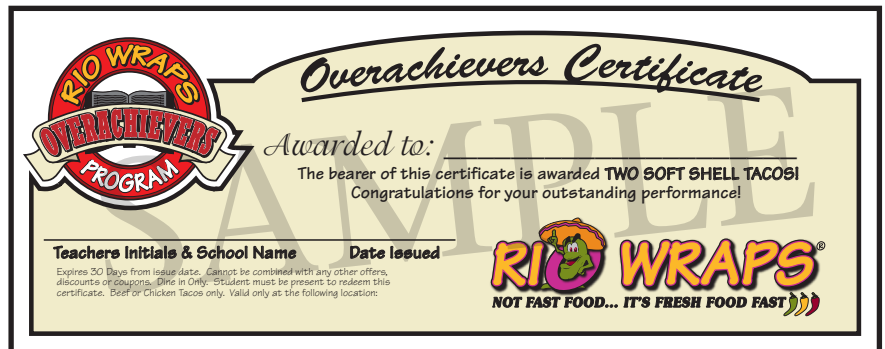 Overachievers Certificate
RIO WRAPS
OVERACHIEVERS
PROGRAM
SAMPLE
Awarded to:
The bearer of this certificate is awarded TWO SOFT SHELL TACOS!
Congratulations for your outstanding performance!
Teachers Initials & School Name Date Issued
Expires 30 Days from issue date. Cannot be combined with any other offers,
discounts or coupons. Dine in Only. Student must be present to redeem this
certificate. Beef or Chicken Tacos only. Valid only at the following location:
RIO WRAPS®
NOT FAST FOOD... IT'S FRESH FOOD FAST